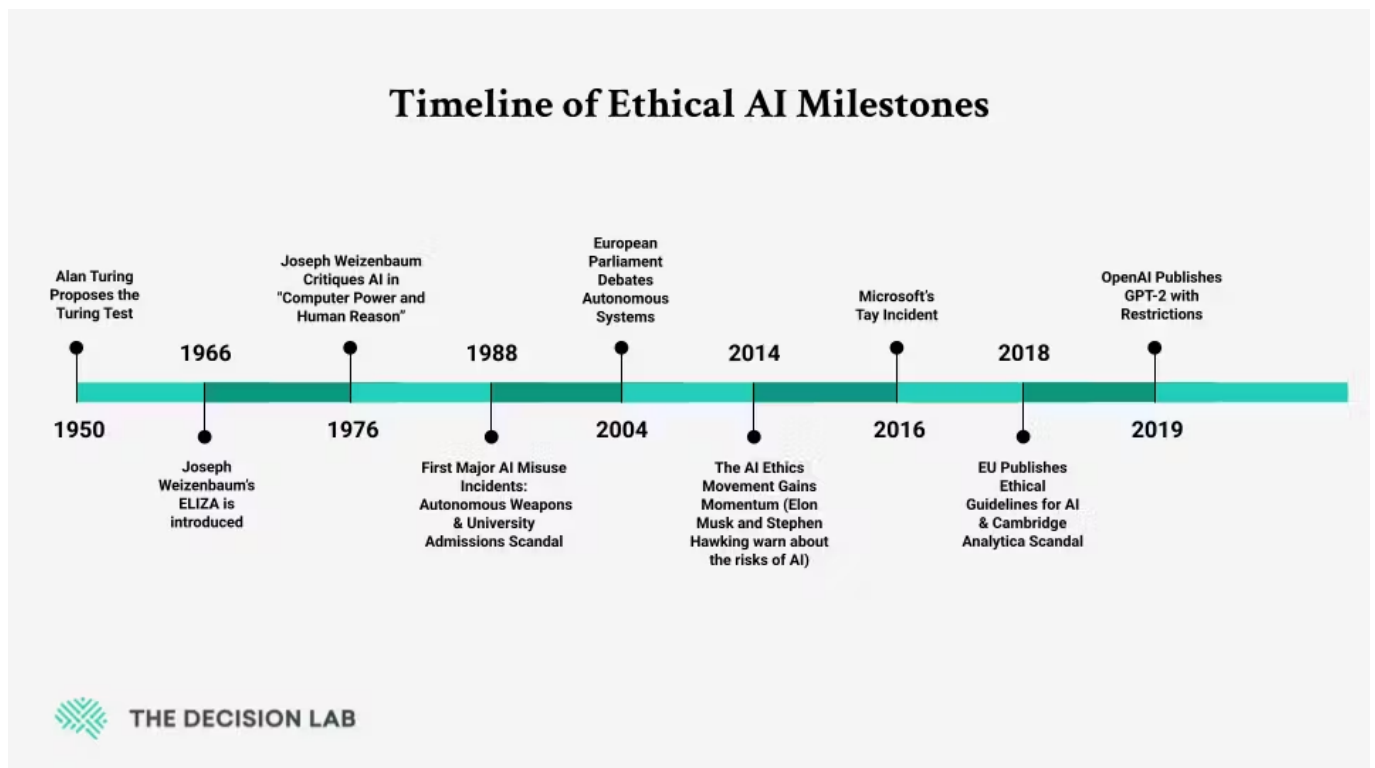 Timeline of Ethical AI Milestones
Alan Turing
Proposes the
Turing Test
1950
1966
Joseph
Weizenbaum's
ELIZA is
introduced
Joseph Weizenbaum
Critiques AI in
"Computer Power and
Human Reason”
1976
1988
First Major AI Misuse
Incidents:
Autonomous Weapons
& University
Admissions Scandal
European
Parliament
Debates
Autonomous
Systems
2004
2014
The AI Ethics
Movement Gains
Momentum (Elon
Musk and Stephen
Hawking warn about
the risks of AI)
Microsoft's
Tay Incident
2016
2018
EU Publishes
Ethical
Guidelines for AI
& Cambridge
Analytica Scandal
OpenAI Publishes
GPT-2 with
Restrictions
2019
THE DECISION LAB